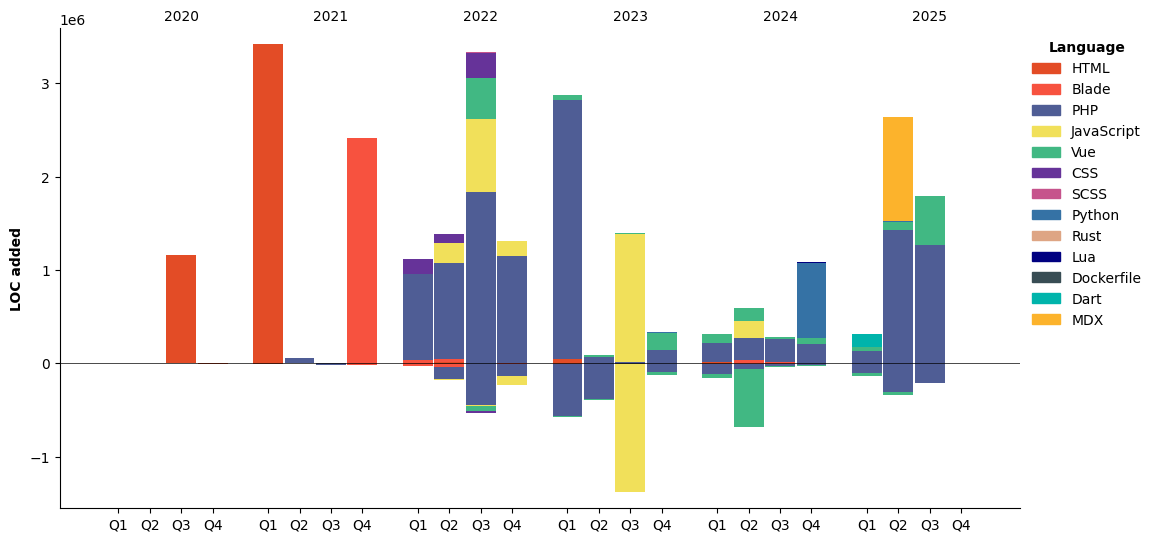 1e6
2020 2021 2022 2023 2024 2025
LOC added
3
2
1
0
−1
Q1 Q2 Q3 Q4 Q1 Q2 Q3 Q4 Q1 Q2 Q3 Q4 Q1 Q2 Q3 Q4 Q1 Q2 Q3 Q4 Q1 Q2 Q3 Q4
Language
HTML
Blade
PHP
JavaScript
Vue
CSS
SCSS
Python
Rust
Lua
Dockerfile
Dart
MDX